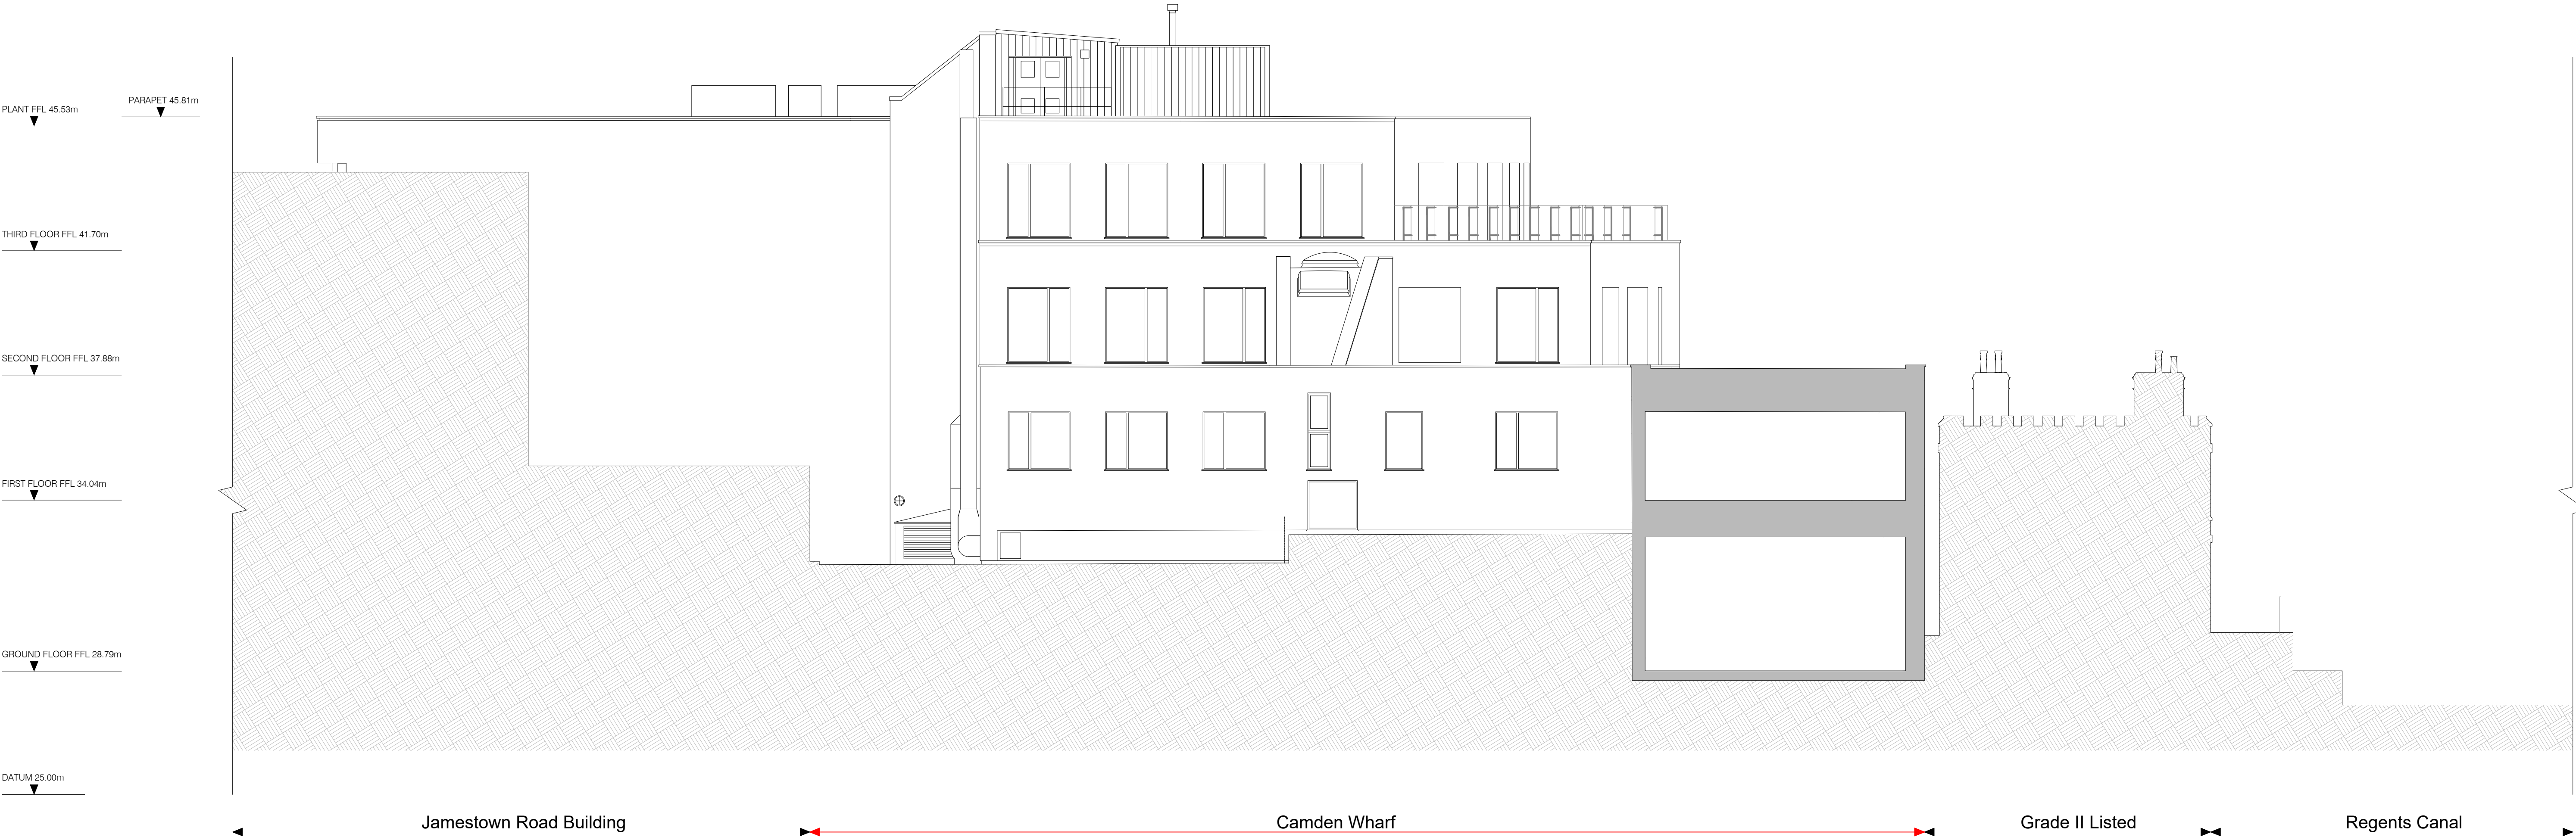 PARAPET 45.81m
PLANT FFL 45.53m
THIRD FLOOR FFL 41.70m
SECOND FLOOR FFL 37.88m
FIRST FLOOR FFL 34.04m
GROUND FLOOR FFL 28.79m
DATUM 25.00m
Jamestown Road Building
Camden Wharf
Grade II Listed
Regents Canal